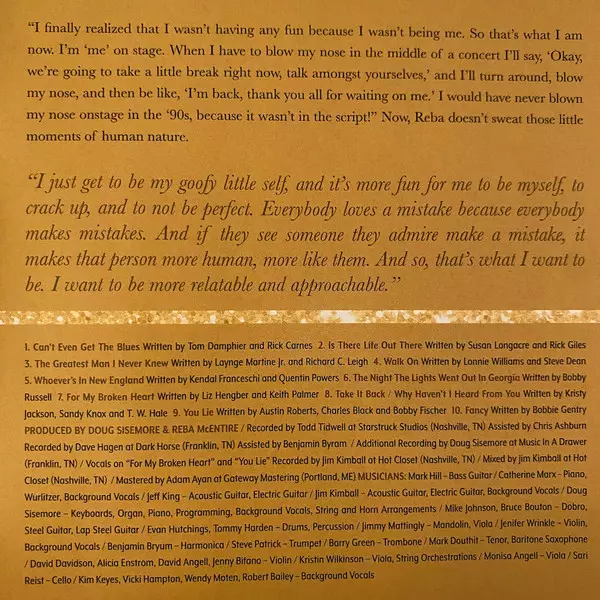 “I finally realized that I wasn't having any fun because I wasn't being me. So that's what I am
now. I'm ‘me’ on stage. When I have to blow my nose in the middle of a concert I'll say, ‘Okay,
we're going to take a little break right now, talk amongst yourselves,’ and I'll turn around, blow
my nose, and then be like, ‘I'm back, thank you all for waiting on me.’ I would have never blown
my nose onstage in the ‘90s, because it wasn't in the script!” Now, Reba doesn't sweat those little
moments of human nature.
“I just get to be my goofy little self, and it's more fun for me to be myself, to
crack up, and to not be perfect. Everybody loves a mistake because everybody
makes mistakes. And if they see someone they admire make a mistake, it
makes that person more human, more like them. And so, that's what I want to
be. I want to be more relatable and approachable.”
1. Can't Even Get The Blues Written by Tom Damphier and Rick Carnes 2. Is There Life Out There Written by Susan Longacre and Rick Giles
3. The Greatest Man I Never Knew Written by Laynge Martine Jr. and Richard C. Leigh 4. Walk On Written by Lonnie Williams and Steve Dean
5. Whoever's In New England Written by Kendal Franceschi and Quentin Powers 6. The Night The Lights Went Out In Georgia Written by Bobby
Russell 7. For My Broken Heart Written by Liz Hengber and Keith Palmer 8. Take It Back / Why Haven't I Heard From You Written by Kristy
Jackson, Sandy Knox and T. W. Hale 9. You Lie Written by Austin Roberts, Charles Black and Bobby Fischer 10. Fancy Written by Bobbie Gentry
PRODUCED BY DOUG SISEMORE & REBA McENTIRE / Recorded by Todd Tidwell at Starstruck Studios (Nashville, TN) Assisted by Chris Ashburn
Recorded by Dave Hagen at Dark Horse (Franklin, TN) Assisted by Benjamin Byram / Additional Recording by Doug Sisemore at Music In A Drawer
(Franklin, TN) / Vocals on “For My Broken Heart” and “You Lie” Recorded by Jim Kimball at Hot Closet (Nashville, TN) / Mixed by Jim Kimball at Hot
Closet (Nashville, TN) / Mastered by Adam Ayan at Gateway Mastering (Portland, ME) MUSICIANS: Mark Hill – Bass Guitar / Catherine Marx – Piano,
Wurlitzer, Background Vocals / Jeff King – Acoustic Guitar, Electric Guitar / Jim Kimball – Acoustic Guitar, Electric Guitar, Background Vocals / Doug
Sisemore – Keyboards, Organ, Piano, Programming, Background Vocals, String and Horn Arrangements / Mike Johnson, Bruce Bouton – Dobro,
Steel Guitar, Lap Steel Guitar / Evan Hutchings, Tommy Harden – Drums, Percussion / Jimmy Mattingly – Mandolin, Viola / Jenifer Wrinkle – Violin,
Background Vocals / Benjamin Bryum – Harmonica / Steve Patrick – Trumpet / Barry Green – Trombone / Mark Douthit – Tenor, Baritone Saxophone
/ David Davidson, Alicia Enstrom, David Angell, Jenny Bitano – Violin / Kristin Wilkinson – Viola, String Orchestrations / Monisa Angell – Viola / Sari
Reist – Cello / Kim Keyes, Vicki Hampton, Wendy Moten, Robert Bailey – Background Vocals